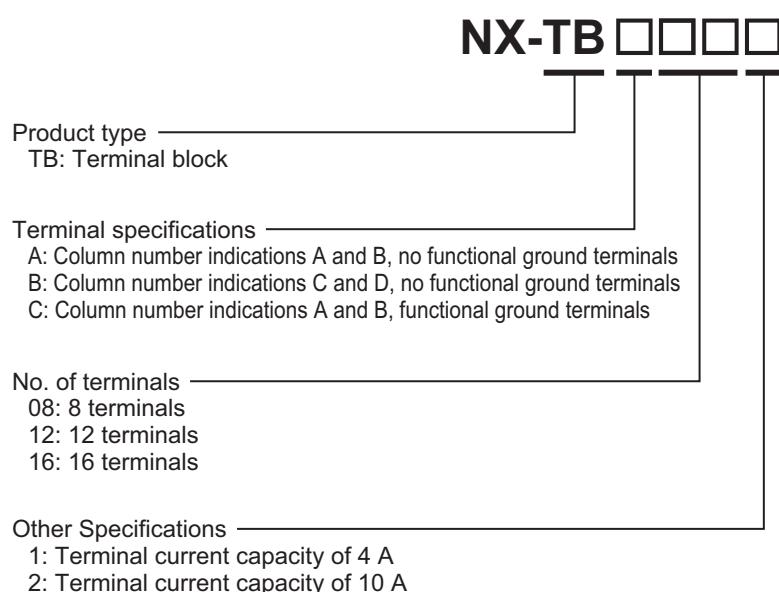 NX-TB □□□□
Product type
TB: Terminal block
Terminal specifications
A: Column number indications A and B, no functional ground terminals
B: Column number indications C and D, no functional ground terminals
C: Column number indications A and B, functional ground terminals
No. of terminals
08: 8 terminals
12: 12 terminals
16: 16 terminals
Other Specifications
1: Terminal current capacity of 4 A
2: Terminal current capacity of 10 A